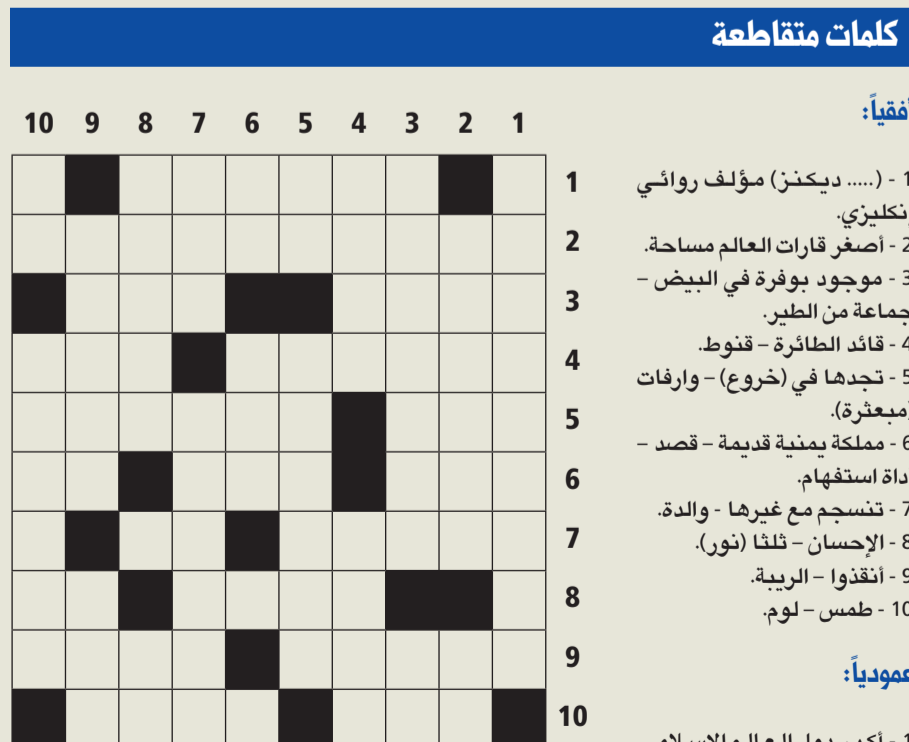 كلمات متقاطعة
أفقياً:
1 - (..... ديكنز) مؤلف روائي
إنكليزي.
2 - أصغر قارات العالم مساحة.
3 - موجود بوفرة في البيض –
جماعة من الطير.
4 - قائد الطائرة – قنوط.
5 - تجدها في (خروع) – وارفات
(مبعثرة).
6 - مملكة يمنية قديمة – قصد –
أداة استفهام.
7 - تنسجم مع غيرها - والدة.
8 - الإحسان – ثلثا (نور).
9 - أنقذوا – الريبة.
10 - طمس – لوم.
عمودياً:
10 9 8 7 6 5 4 3 2 1
1
2
3
4
5
6
7
8
9
10